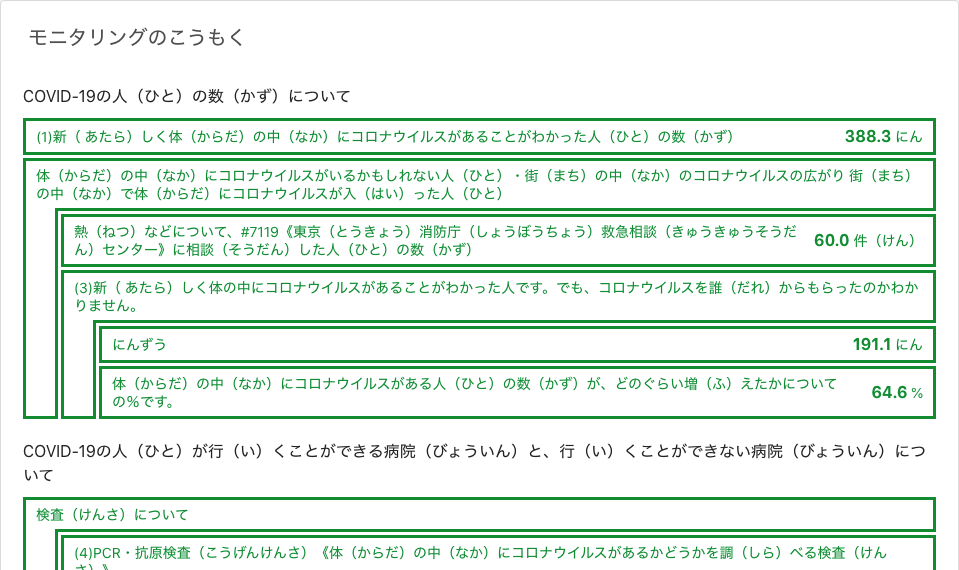 モニタリングのこうもく
COVID-19の人（ひと）の数（かず）について
(1)新（ あたら）しく体（からだ）の中（なか）にコロナウイルスがあることがわかった人（ひと）の数（かず） 388.3 にん
体（からだ）の中（なか）にコロナウイルスがいるかもしれない人（ひと）・街（まち）の中（なか）のコロナウイルスの広がり 街（まち）
の中（なか）で体（からだ）にコロナウイルスが入（はい）った人（ひと）
熱（ねつ）などについて、#7119《東京（とうきょう）消防庁（しょうぼうちょう）救急相談（きゅうきゅうそうだ
ん）センター》に相談（そうだん）した人（ひと）の数（かず） 60.0 件（けん）
(3)新（ あたら）しく体の中にコロナウイルスがあることがわかった人です。でも、コロナウイルスを誰（だれ）からもらったのかわか
りません。
にんずう 191.1 にん
体（からだ）の中（なか）にコロナウイルスがある人（ひと）の数（かず）が、どのぐらい増（ふ）えたかについて
の％です。 64.6 %
COVID-19の人（ひと）が行（い）くことができる病院（びょういん）と、行（い）くことができない病院（びょういん）につ
いて
検査（けんさ）について
(4)PCR・抗原検査（こうげんけんさ）《体（からだ）の中（なか）にコロナウイルスがあるかどうかを調（しら）べる検査（けん
さ）》